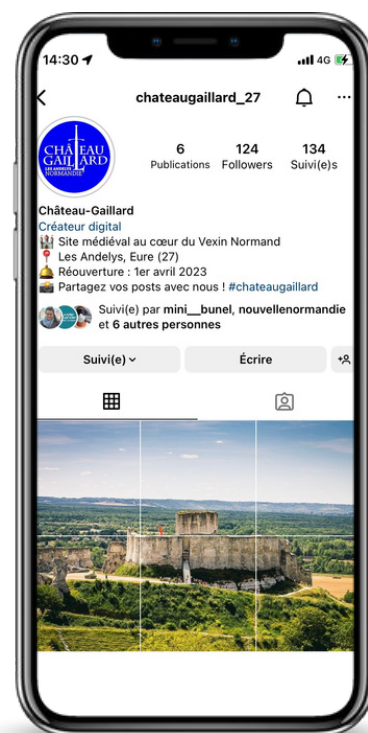 14:30
4G
chateaugaillard_27
CHÂTEAU
GAILLARD
LES ANDELYS
NORMANDIE
6 124 134
Publications Followers Suivi(e)s
Château-Gaillard
Créateur digital
Site médiéval au cœur du Vexin Normand
Les Andelys, Eure (27)
Réouverture : 1er avril 2023
Partagez vos posts avec nous ! #chateaugaillard
Suivi(e) par mini__bunel, nouvellenormandie
et 6 autres personnes
Suivi(e) Écrire